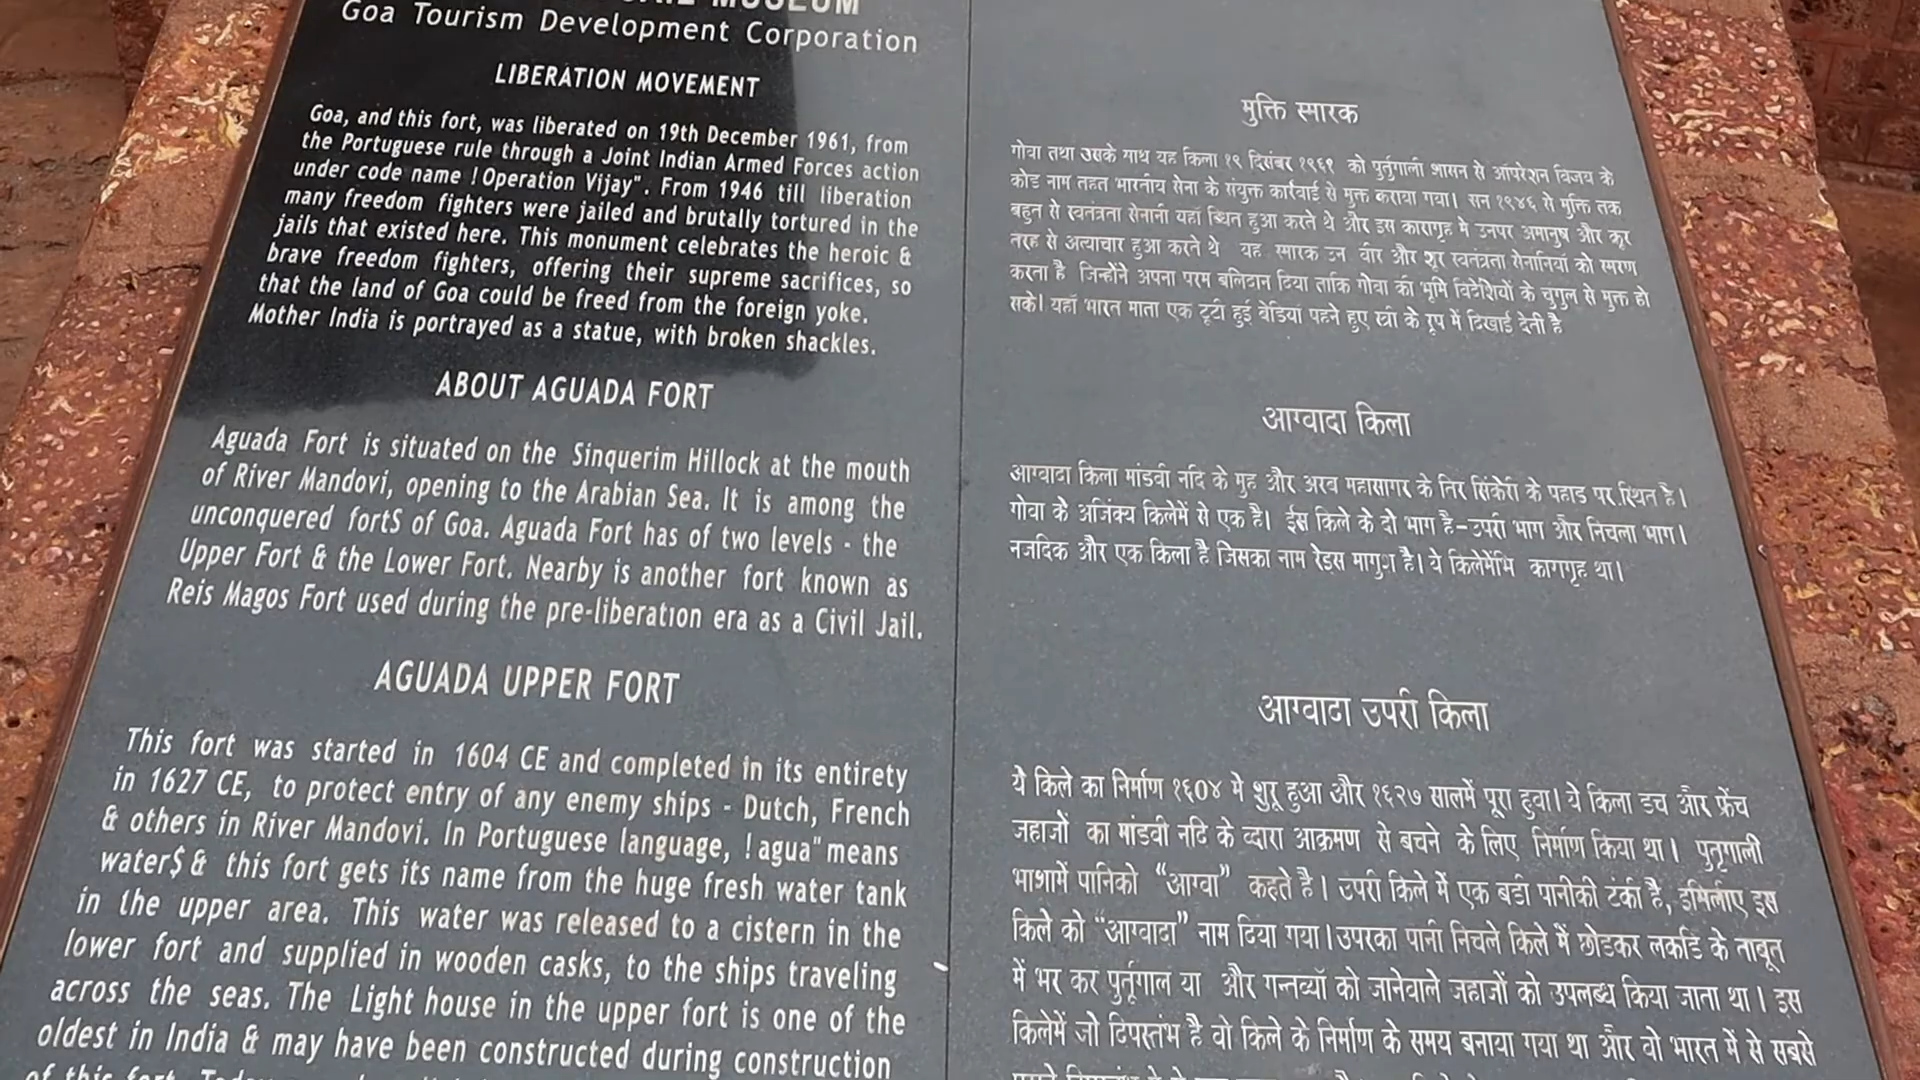 MUSEUM
Goa Tourism Development Corporation
LIBERATION MOVEMENT
Goa, and this fort, was liberated on 19th December 1961, from
the Portuguese rule through a Joint Indian Armed Forces action
under code name !Operation Vijay". From 1946 till liberation
many freedom fighters were jailed and brutally tortured in the
jails that existed here. This monument celebrates the heroic &
brave freedom fighters, offering their supreme sacrifices, so
that the land of Goa could be freed from the foreign yoke.
Mother India is portrayed as a statue, with broken shackles.
ABOUT AGUADA FORT
Aguada Fort is situated on the Sinquerim Hillock at the mouth
of River Mandovi, opening to the Arabian Sea. It is among the
unconquered fortS of Goa. Aguada Fort has of two levels - the
Upper Fort & the Lower Fort. Nearby is another fort known as
Reis Magos Fort used during the pre-liberation era as a Civil Jail.
AGUADA UPPER FORT
This fort was started in 1604 CE and completed in its entirety
in 1627 CE, to protect entry of any enemy ships - Dutch, French
& others in River Mandovi. In Portuguese language, !agua" means
water$ & this fort gets its name from the huge fresh water tank
in the upper area. This water was released to a cistern in the
lower fort and supplied in wooden casks, to the ships traveling
across the seas. The Light house in the upper fort is one of the
oldest in India & may have been constructed during construction
of this fort.
मुक्ति स्मारक
गोवा तथा उसके साथ यह किला १९ दिसंबर १९६१ को पुर्तुगाली शासन से ऑपरेशन विजय के
कोड नाम तहत भारतीय सेना के संयुक्त कार्रवाई से मुक्त कराया गया। सन १९४६ से मुक्ति तक
बहुत से स्वतंत्रता सेनानी यहाँ स्थित हुआ करते थे और इस कारागृह मे उनपर अमानुष और क्रूर
तरह से अत्याचार हुआ करते थे यह स्मारक उन वीर और शूर स्वतंत्रता सेनानियों को स्मरण
करता है जिन्होंने अपना परम बलिदान दिया ताकि गोवा की भूमि विदेशियों के चुंगुल से मुक्त हो
सके। यहाँ भारत माता एक टूटी हुई बेडियां पहने हुए स्त्री के रूप में दिखाई देती है
आग्वादा किला
आग्वादा किला मांडवी नदि के मुह और अरब महासागर के तिर सिंकेरी के पहाड पर स्थित है।
गोवा के अजिंक्य किलेमें से एक है। ईस किले के दो भाग है-उपरी भाग और निचला भाग।
नजदिक और एक किला है जिसका नाम रेइस मागुश है। ये किलेमेंभि कारागृह था।
आग्वादा उपरी किला
ये किले का निर्माण १६०४ मे शुरू हुआ और १६२७ सालमें पूरा हुवा। ये किला डच और फ्रेंच
जहाजों का मांडवी नदि के व्दारा आक्रमण से बचने के लिए निर्माण किया था। पुतृगाली
भाशामें पानिको “आग्वा” कहते है। उपरी किले में एक बडी पानीकी टंकी है, इसिलीए इस
किले को “आग्वादा” नाम दिया गया। उपरका पानी निचले किले में छोडकर लकडि के ताबूत
में भर कर पुर्तूगाल या और गन्तव्यों को जानेवाले जहाजों को उपलब्ध किया जाता था। इस
किलेमें जो दिपस्तंभ है वो किले के निर्माण के समय बनाया गया था और वो भारत में से सबसे